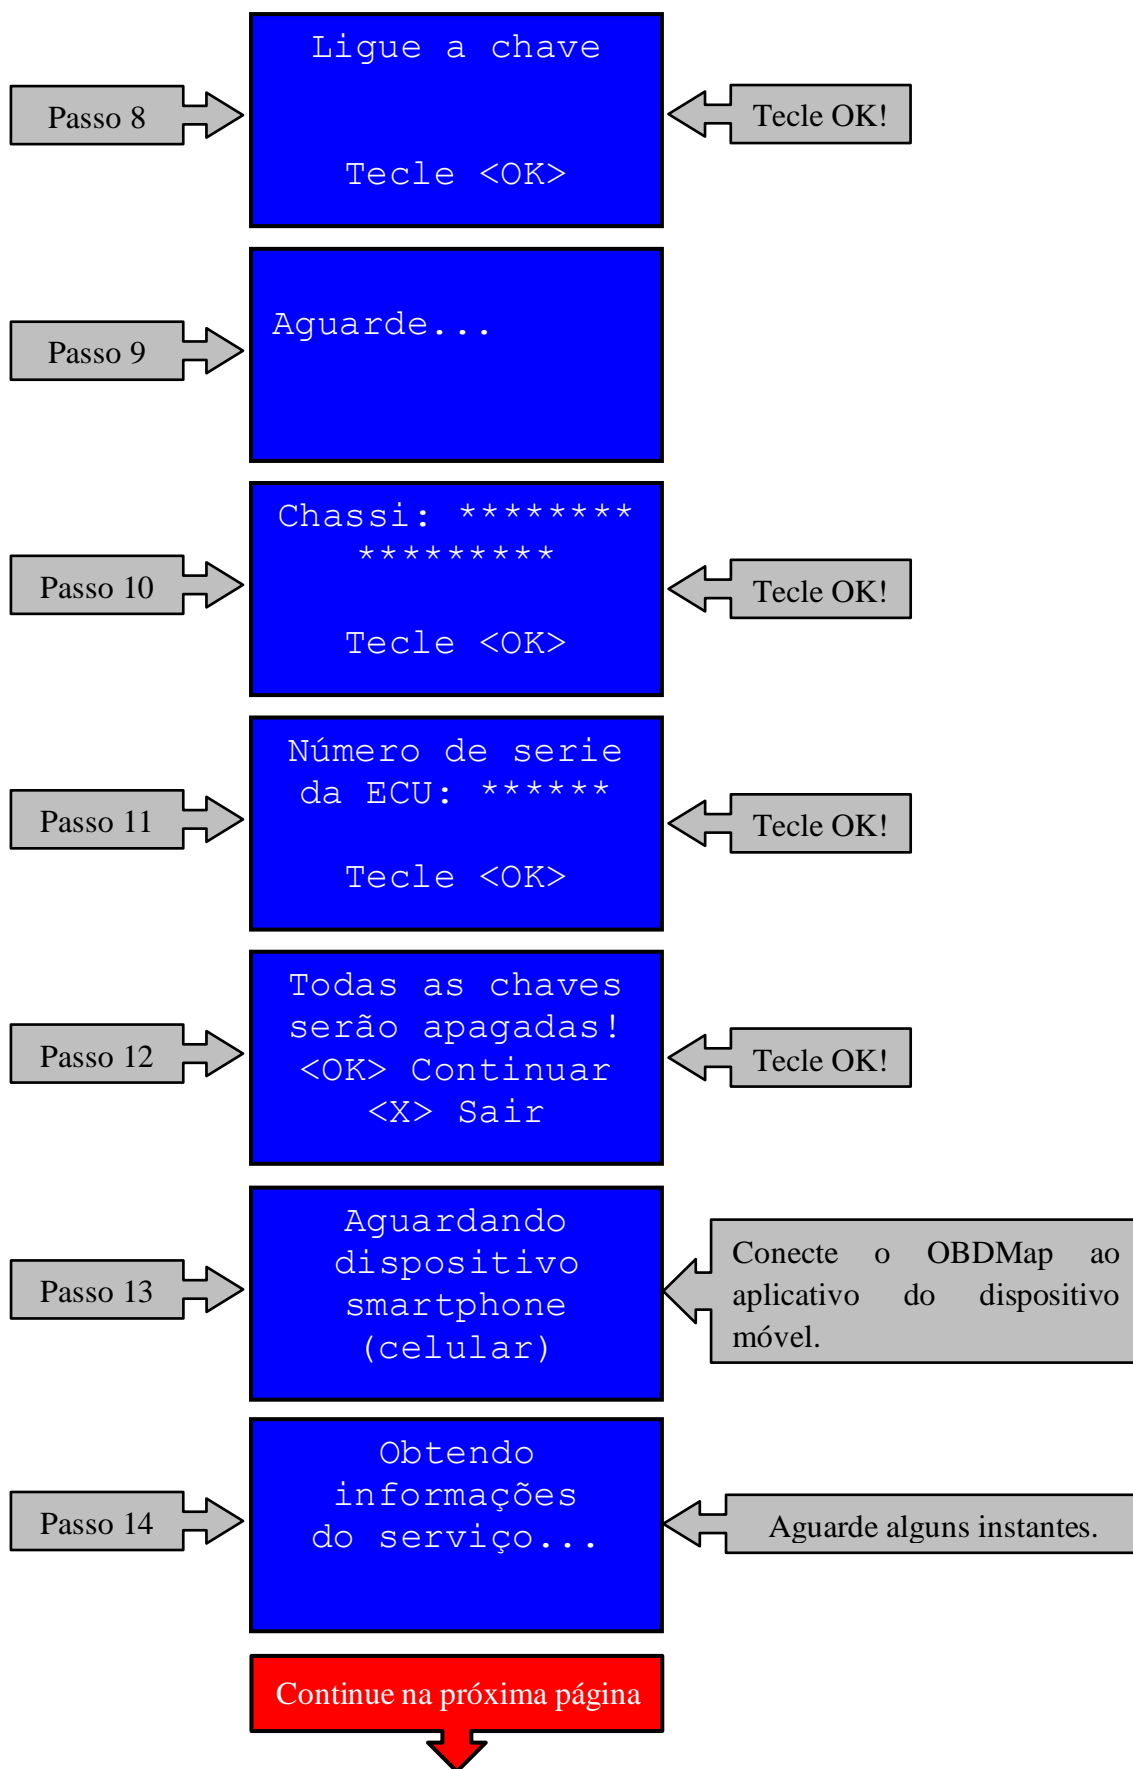 Ligue a chave
Passo 8
Tecle OK!
Tecle <OK>
Aguarde...
Passo 9
Chassi: ********
*********
Passo 10
Tecle OK!
Tecle <OK>
Número de serie
da ECU: ******
Passo 11
Tecle OK!
Tecle <OK>
Todas as chaves
serão apagadas!
<OK> Continuar
<X> Sair
Passo 12
Tecle OK!
Aguardando
dispositivo
smartphone
(celular)
Passo 13
Conecte o OBDMap ao
aplicativo do dispositivo
móvel.
Obtendo
informações
do serviço...
Passo 14
Aguarde alguns instantes.
Continue na próxima página